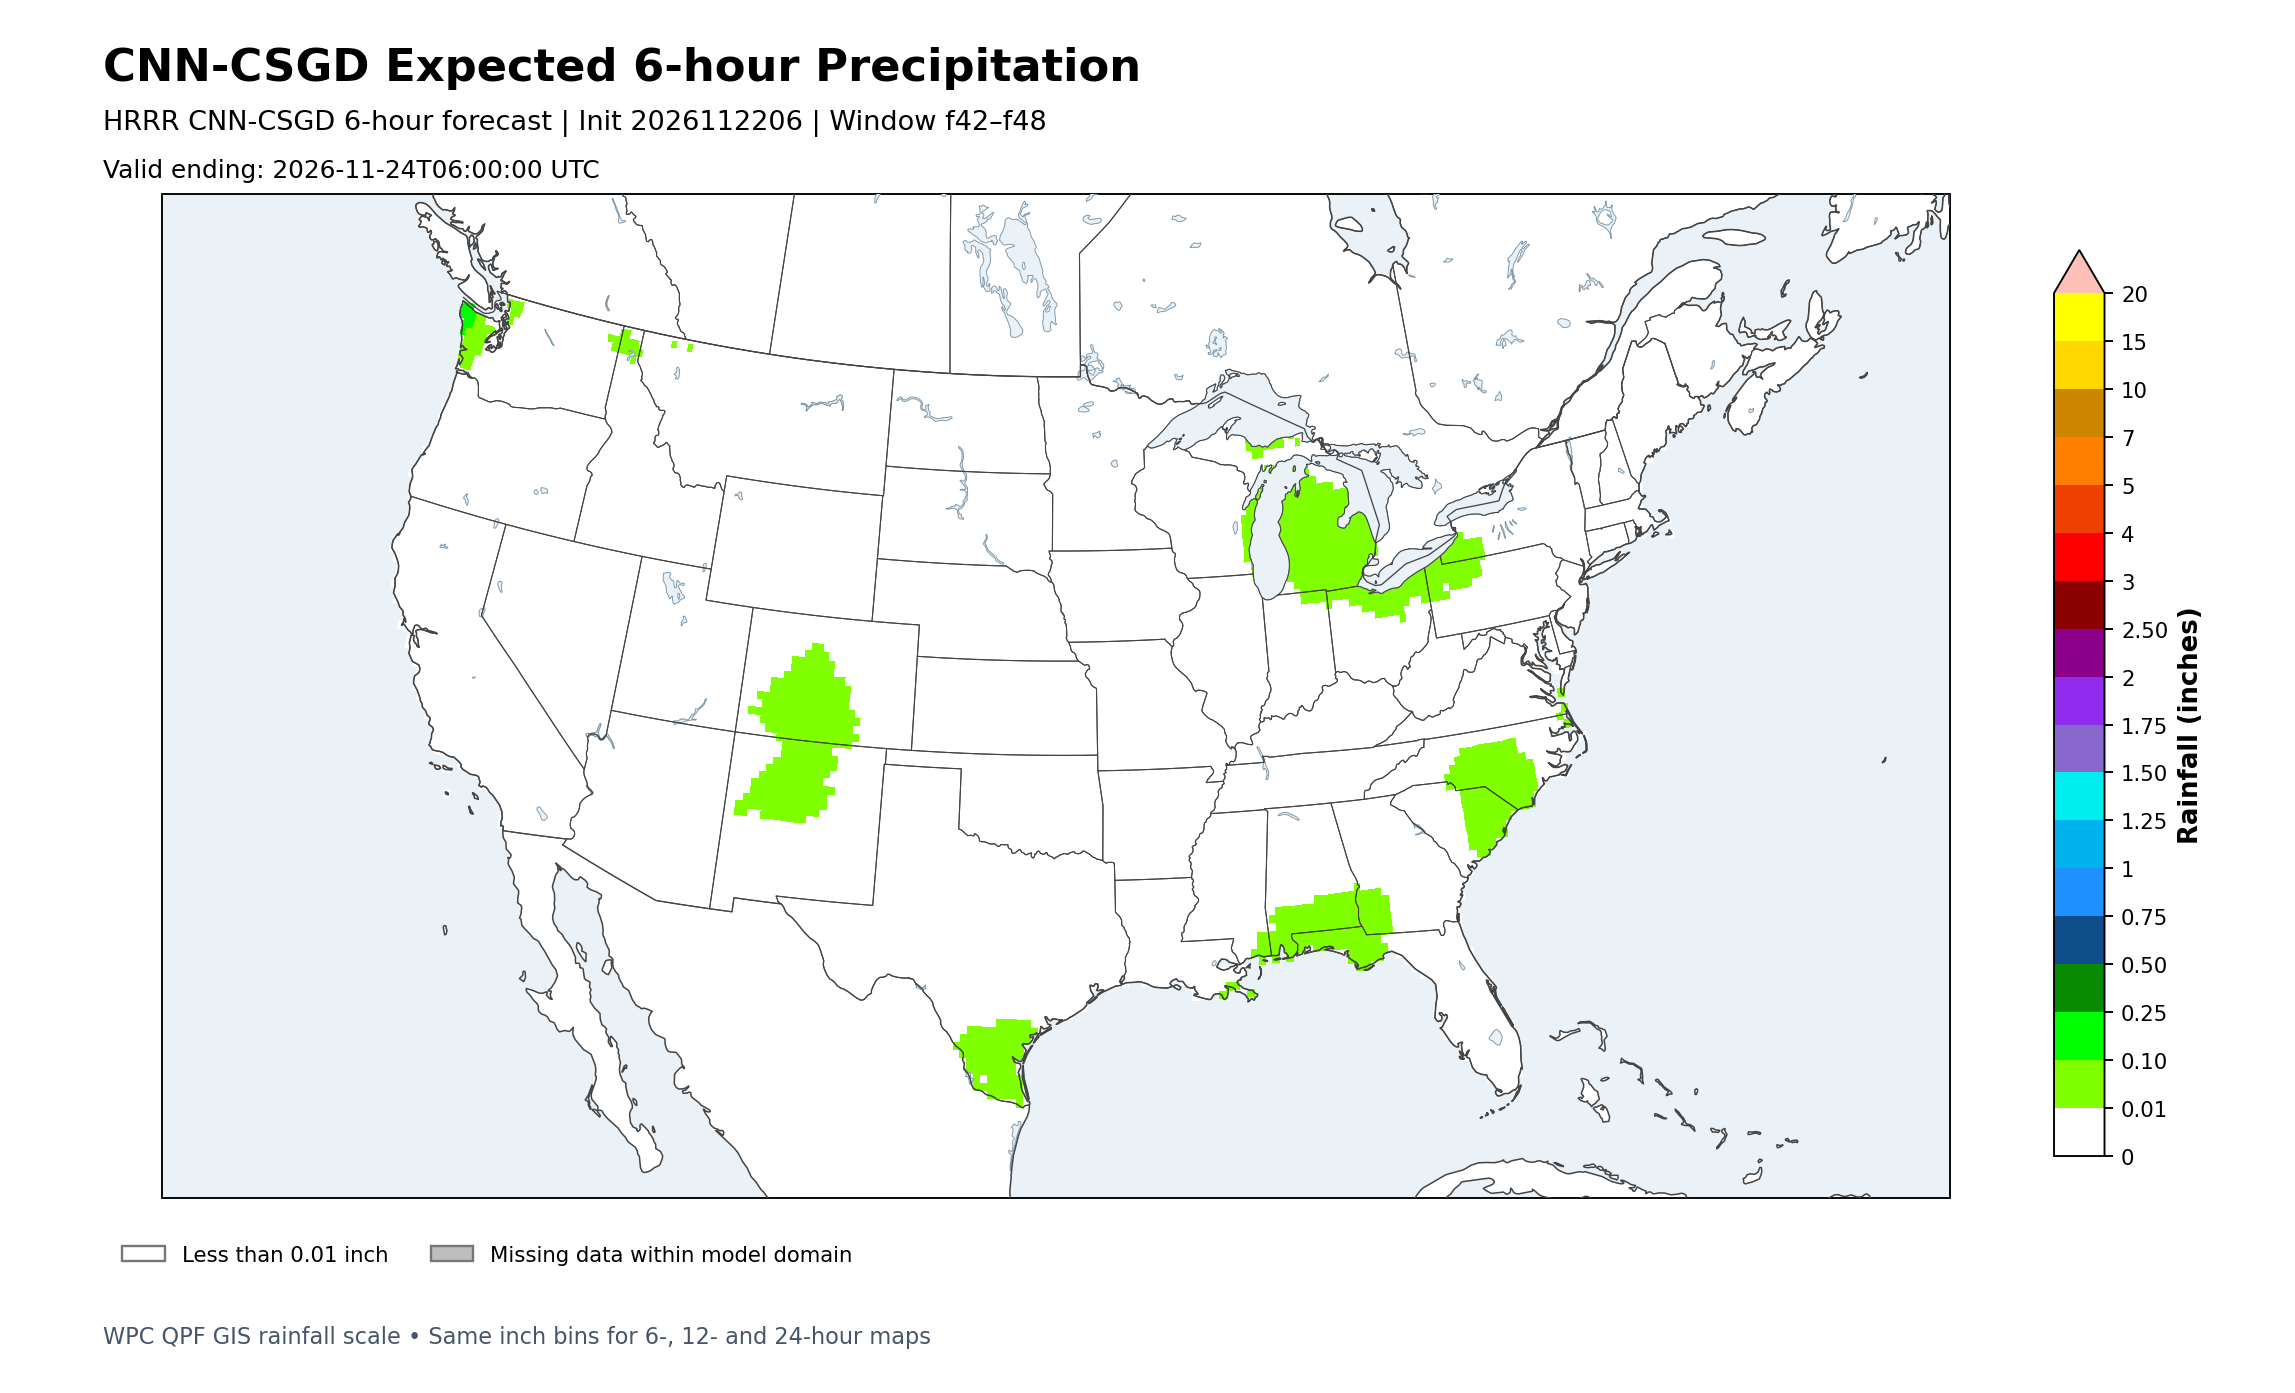 CNN-CSGD Expected 6-hour Precipitation
HRRR CNN-CSGD 6-hour forecast | Init 2026112206 | Window f42–f48
Valid ending: 2026-11-24T06:00:00 UTC
20
15
10
7
5
4
3
2.50
2
1.75
1.50
1.25
1
0.75
0.50
0.25
0.10
0.01
0
Rainfall (inches)
Less than 0.01 inch
Missing data within model domain
WPC QPF GIS rainfall scale • Same inch bins for 6-, 12- and 24-hour maps